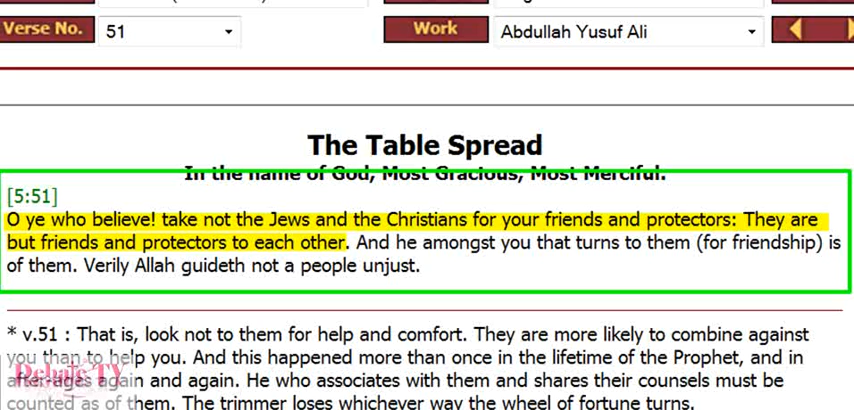 Verse No. 51 Work Abdullah Yusuf Ali
The Table Spread
In the name of God, Most Gracious, Most Merciful.
[5:51]
O ye who believe! take not the Jews and the Christians for your friends and protectors: They are
but friends and protectors to each other. And he amongst you that turns to them (for friendship) is
of them. Verily Allah guideth not a people unjust.
* v.51 : That is, look not to them for help and comfort. They are more likely to combine against
you than to help you. And this happened more than once in the lifetime of the Prophet, and in
after-ages again and again. He who associates with them and shares their counsels must be
counted as of them. The trimmer loses whichever way the wheel of fortune turns.
Debate TV